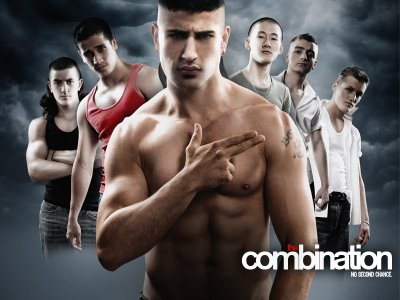 the
combination
NO SECOND CHANCE.